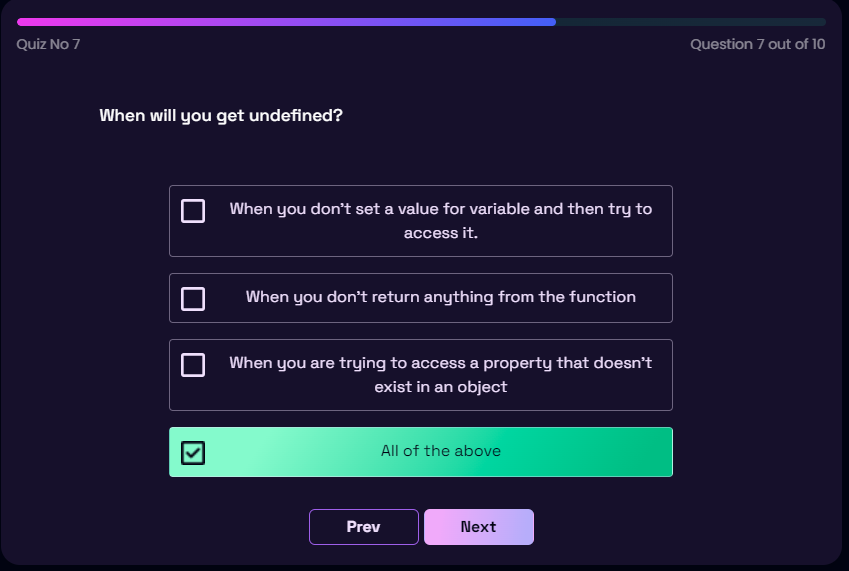 Quiz No 7
Question 7 out of 10
When will you get undefined?
When you don't set a value for variable and then try to
access it.
When you don't return anything from the function
When you are trying to access a property that doesn't
exist in an object
All of the above
Prev
Next